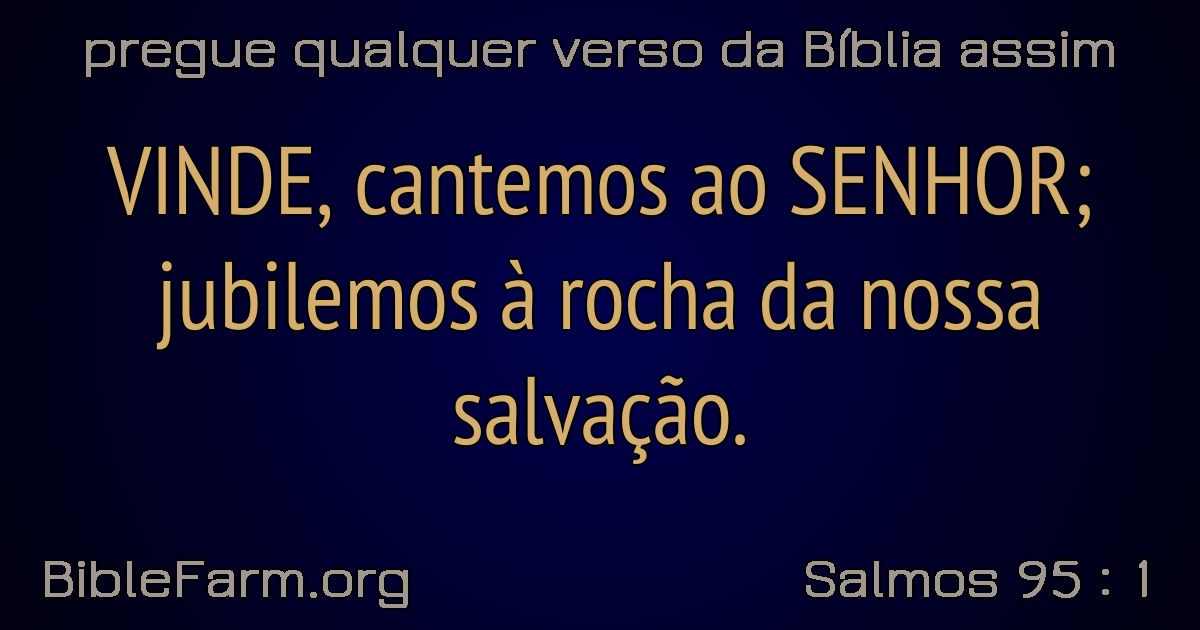 pregue qualquer verso da Bíblia assim
VINDE, cantemos ao SENHOR;
jubilemos à rocha da nossa
salvação.
BibleFarm.org
Salmos 95 : 1